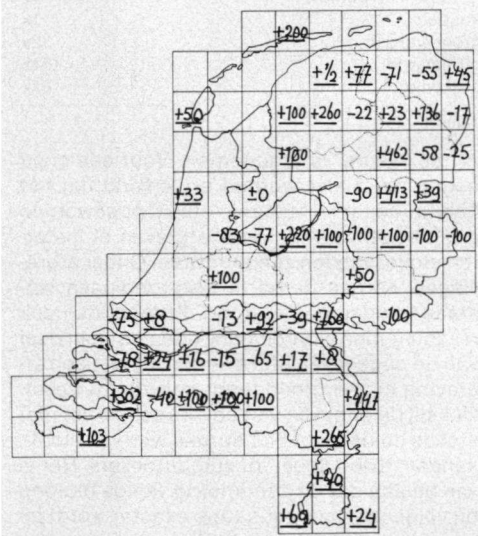 +200
+½ +77 -71 -55 +45
+50 +100 +260 -22 +23 +136 -17
+100 +462 -58 -25
+33 ±0 -90 +413 +39
-83 -77 +220 +100 -100 +100 -100 -100
+100 +50
-75 +8 -13 +92 -39 +760 -100
-78 +24 +16 -15 -65 +17 +8
+302 -40 +100 +100 +100 +447
+103 +265
+40
+69 +24